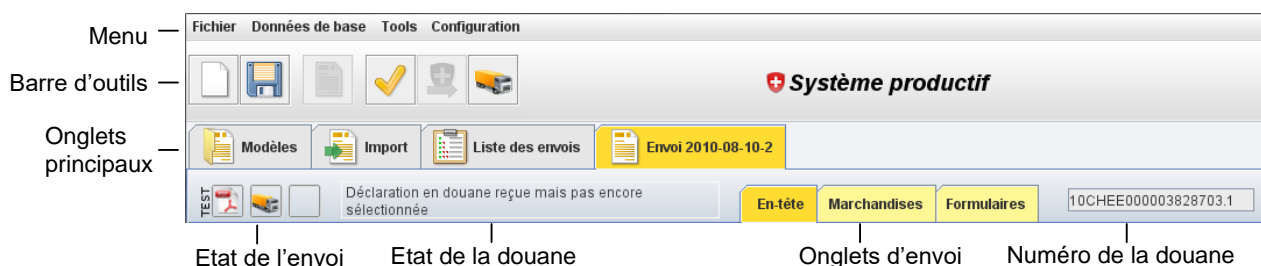 Menu
Fichier Données de base Tools Configuration
Barre d'outils
Système productif
Onglets
principaux
Modèles Import Liste des envois Envoi 2010-08-10-2
TEST
Déclaration en douane reçue mais pas encore
sélectionnée
En-tête Marchandises Formulaires 10CHEE000003828703.1
Etat de l'envoi Etat de la douane Onglets d'envoi Numéro de la douane